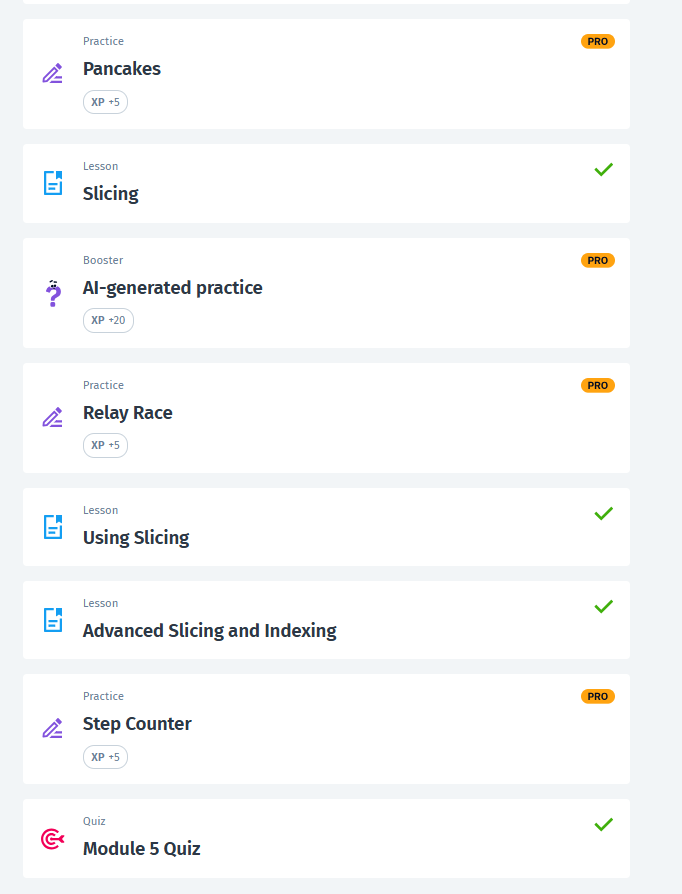 Practice
PRO
Pancakes
XP +5
Lesson
Slicing
Booster
PRO
AI-generated practice
XP +20
Practice
PRO
Relay Race
XP +5
Lesson
Using Slicing
Lesson
Advanced Slicing and Indexing
Practice
PRO
Step Counter
XP +5
Quiz
Module 5 Quiz